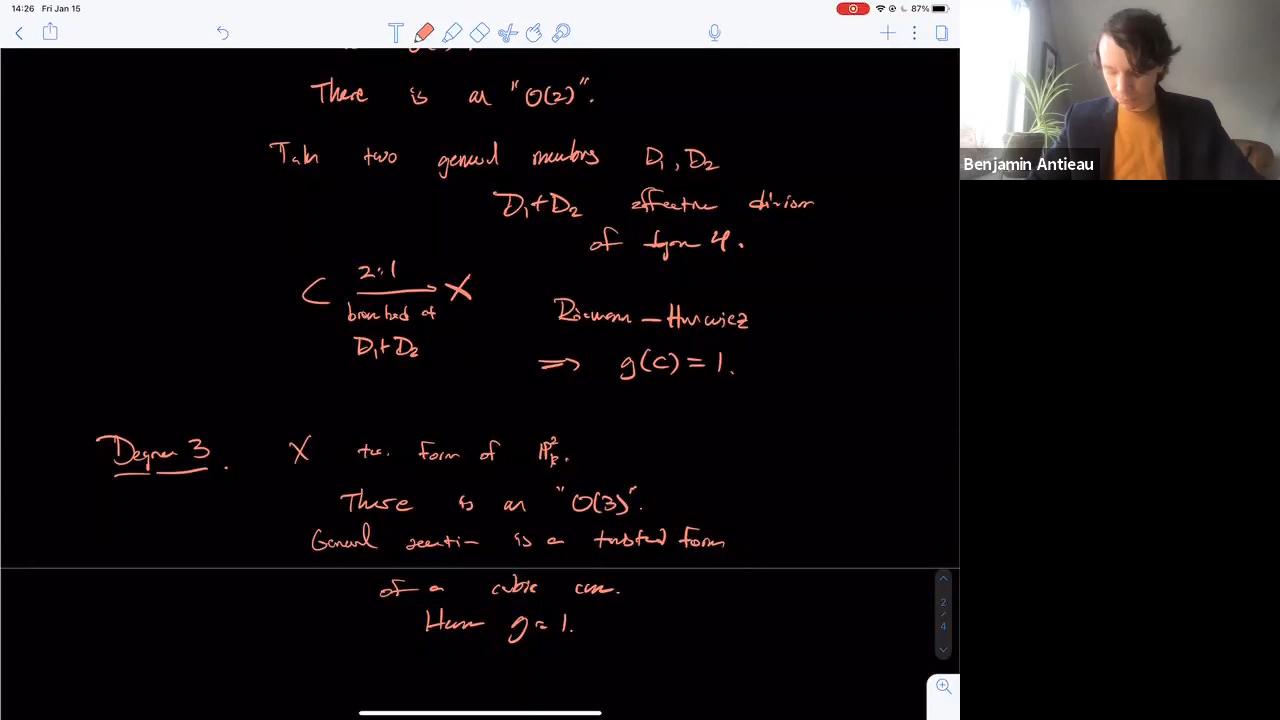 14:26 Fri Jan 15
87%
There is an "O(2)".
Take two general members D₁, D₂
D₁+D₂ effective divisor
of degree 4.
C 2:1 X
branched at
D₁+D₂
Riemann – Hurwicz
⟹ g(C) = 1.
Degree 3. X tw. form of ℙ²ₖ.
There is an "O(3)".
General section is a twisted form
of a cubic curve.
Hence g = 1.
2
4
Benjamin Antieau